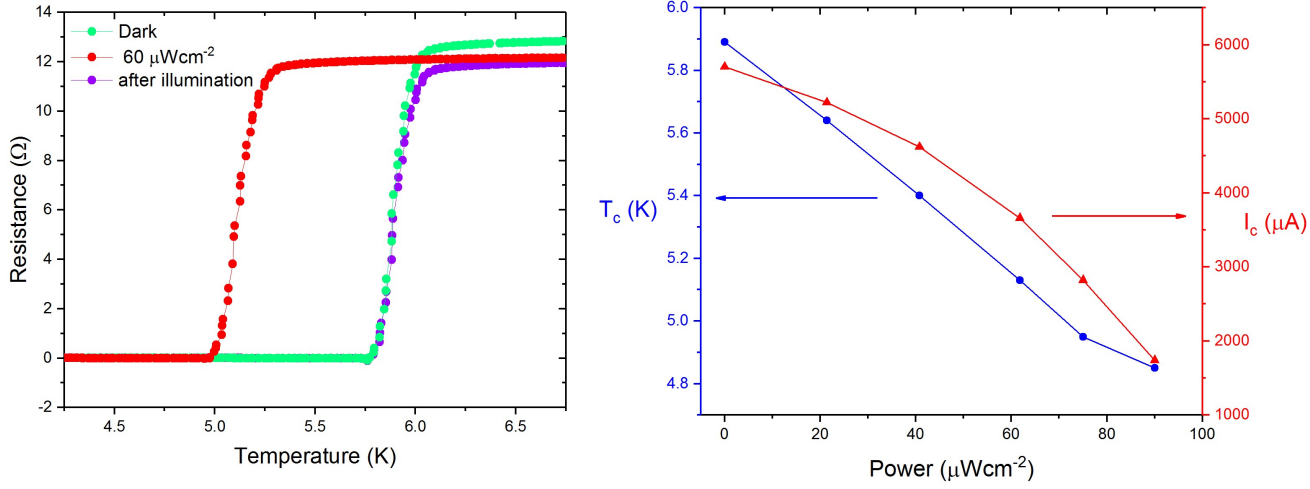 Dark
60 μWcm-2
after illumination
Resistance (Ω)
14
12
10
8
6
4
2
0
-2
4.5 5.0 5.5 6.0 6.5
Temperature (K)
Tc (K)
6.0
5.8
5.6
5.4
5.2
5.0
4.8
0 20 40 60 80 100
Power (μWcm-2)
6000
5000
4000
3000
2000
1000
Ic (μA)